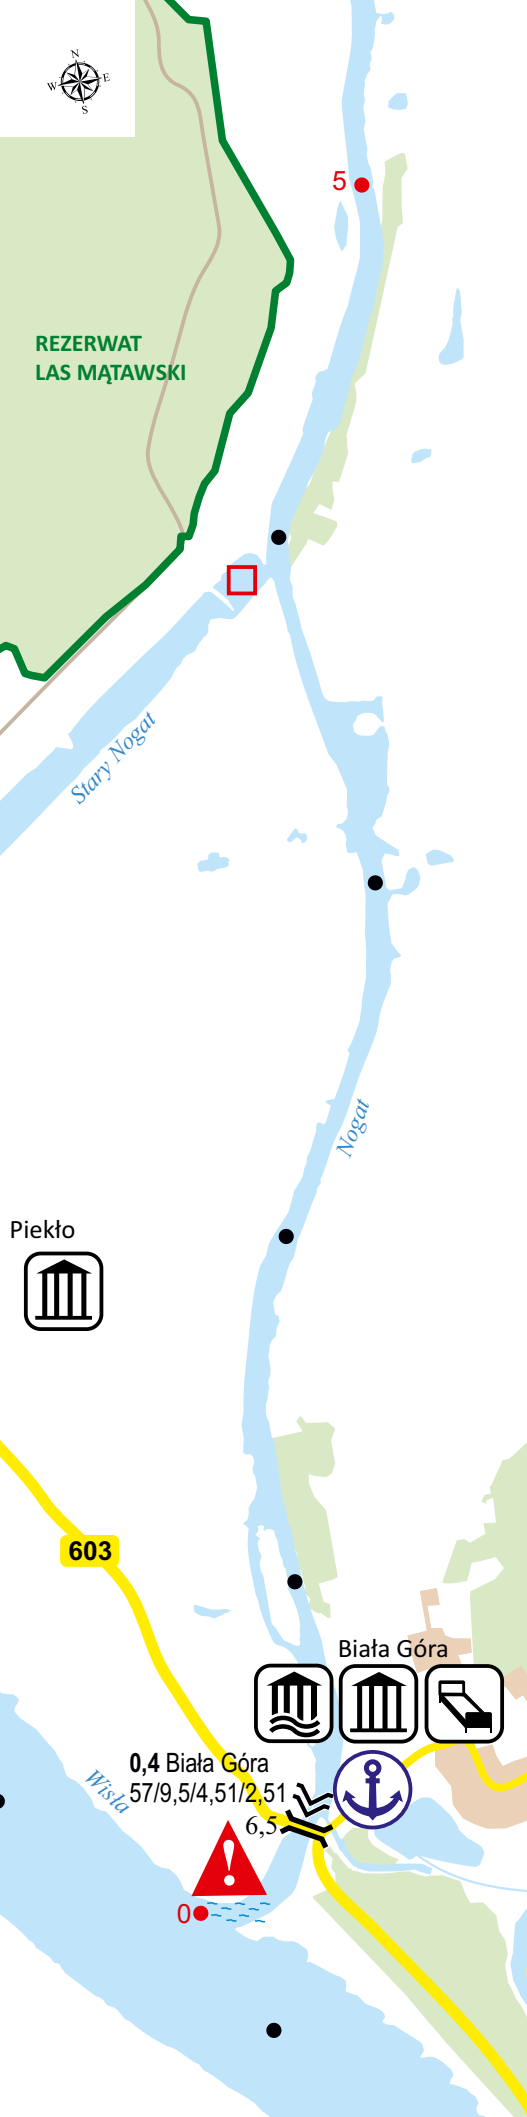 N
W E
S
5
REZERWAT
LAS MĄTAWSKI
Stary Nogat
Nogat
Piekło
603
Biała Góra
0,4 Biała Góra
57/9,5/4,51/2,51
6,5
Wisła
!
0